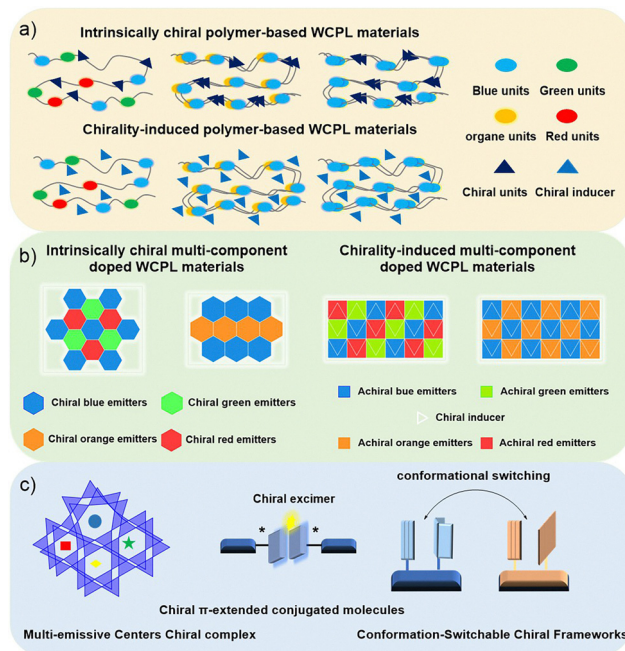 a)
Intrinsically chiral polymer-based WCPL materials
Blue units
Green units
Chirality-induced polymer-based WCPL materials
organe units
Red units
Chiral units
Chiral inducer
b)
Intrinsically chiral multi-component
doped WCPL materials
Chirality-induced multi-component
doped WCPL materials
Chiral blue emitters
Chiral green emitters
Chiral orange emitters
Chiral red emitters
Achiral blue emitters
Achiral green emitters
Chiral inducer
Achiral orange emitters
Achiral red emitters
c)
conformational switching
Chiral excimer
*
*
Chiral π-extended conjugated molecules
Multi-emissive Centers Chiral complex
Conformation-Switchable Chiral Frameworks